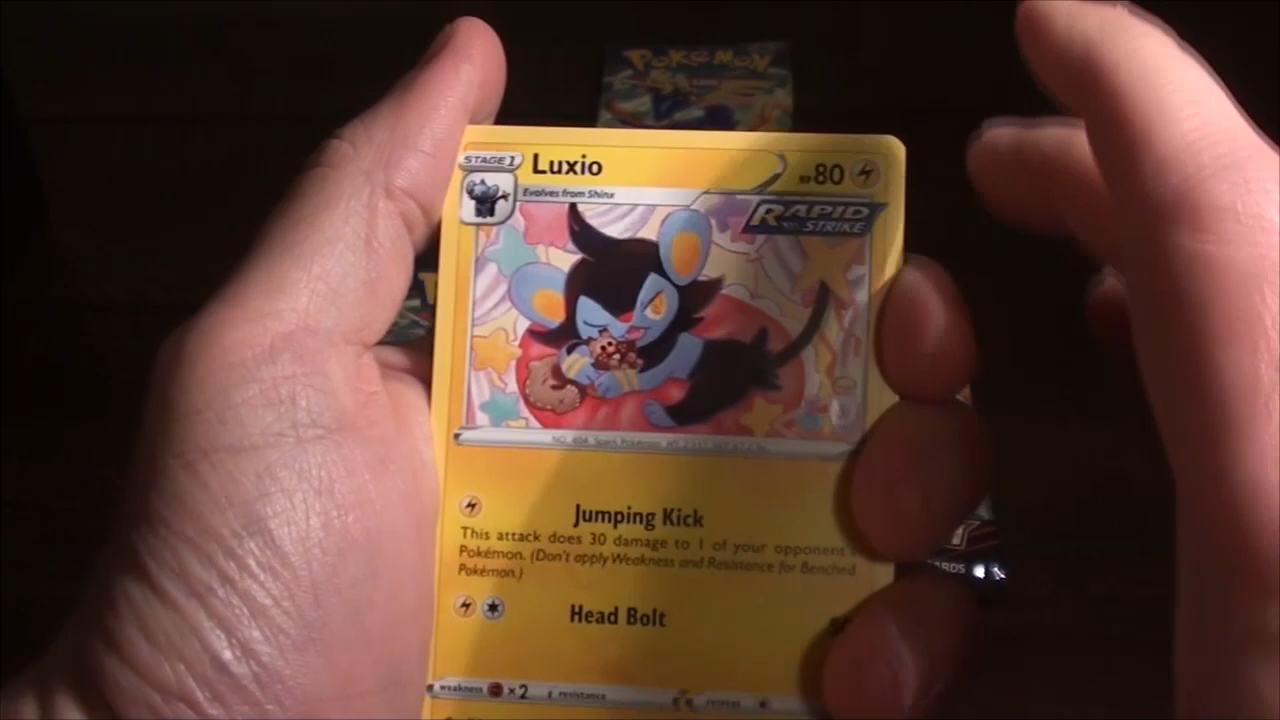 POKÉMON
STAGE 1
Luxio
HP 80
Evolves from Shinx
RAPID
STRIKE
Jumping Kick
This attack does 30 damage to 1 of your opponent's
Pokémon. (Don't apply Weakness and Resistance for Benched
Pokémon.)
Head Bolt
weakness ×2 resistance